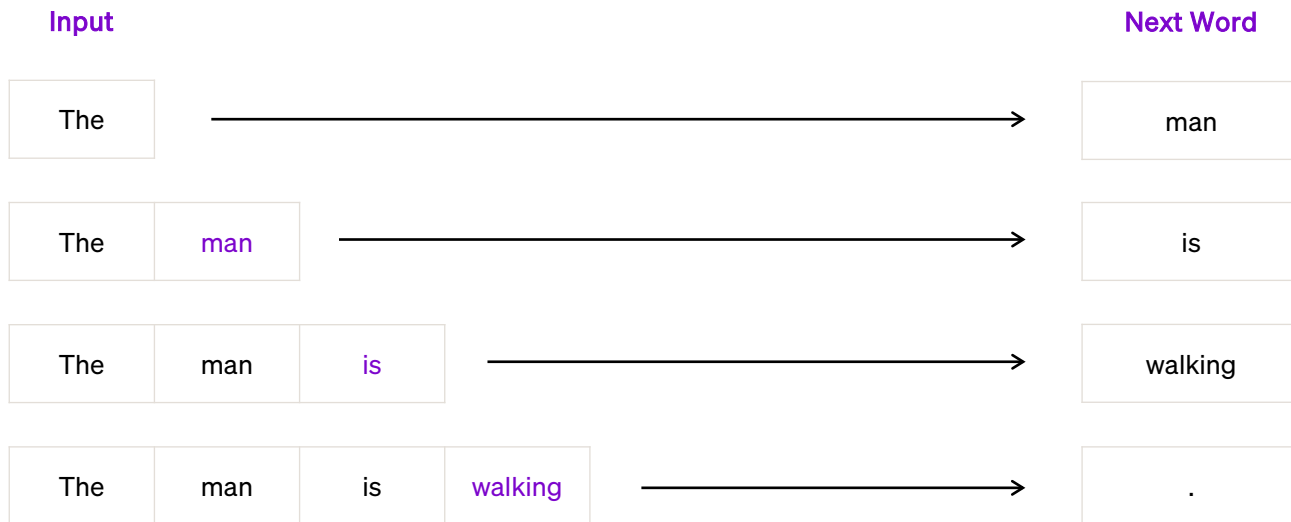 Input Next Word
The man
The man is
The man is walking
The man is walking .